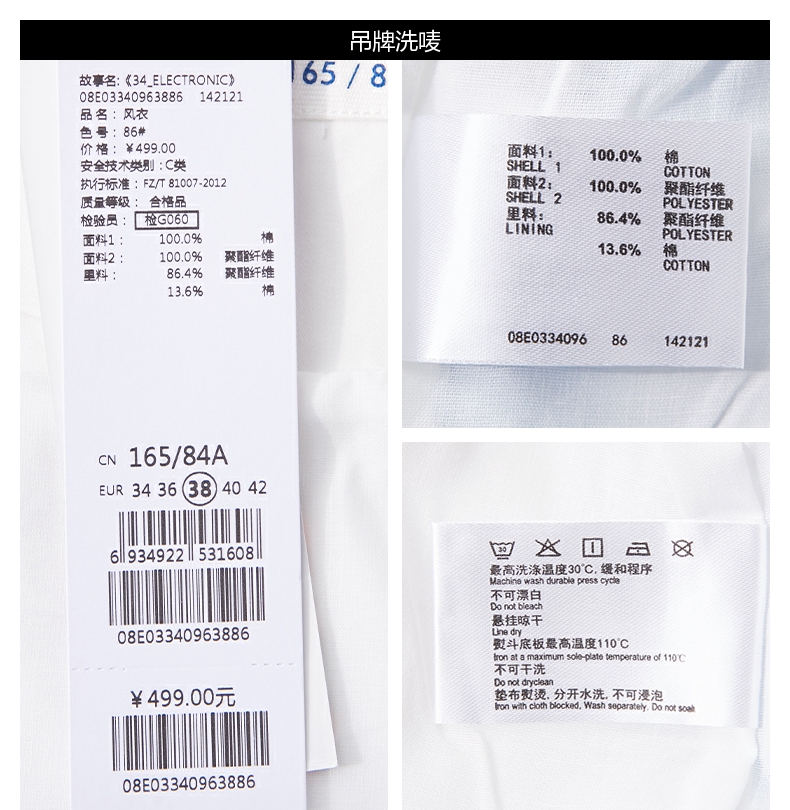 吊牌洗唛
故事名:《34_ELECTRONIC》
08E03340963886 142121
品 名: 风衣
色 号: 86#
价 格: ￥499.00
安全技术类别: C类
执行标准: FZ/T 81007-2012
质量等级: 合格品
检验员: 检G060
面料1: 100.0% 棉
面料2: 100.0% 聚酯纤维
里料: 86.4% 聚酯纤维
13.6% 棉
CN 165/84A
EUR 34 36 38 40 42
6 934922 531608
08E03340963886
￥499.00元
08E03340963886
165 / 8
面料1: 100.0% 棉
SHELL 1 COTTON
面料2: 100.0% 聚酯纤维
SHELL 2 POLYESTER
里料: 86.4% 聚酯纤维
LINING POLYESTER
13.6% 棉
COTTON
08E0334096 86 142121
30
最高洗涤温度30℃, 缓和程序
Machine wash durable press cycle
不可漂白
Do not bleach
悬挂晾干
Line dry
熨斗底板最高温度110℃
Iron at a maximum sole-plate temperature of 110℃
不可干洗
Do not dryclean
垫布熨烫, 分开水洗, 不可浸泡
Iron with cloth blocked, Wash separately. Do not soak